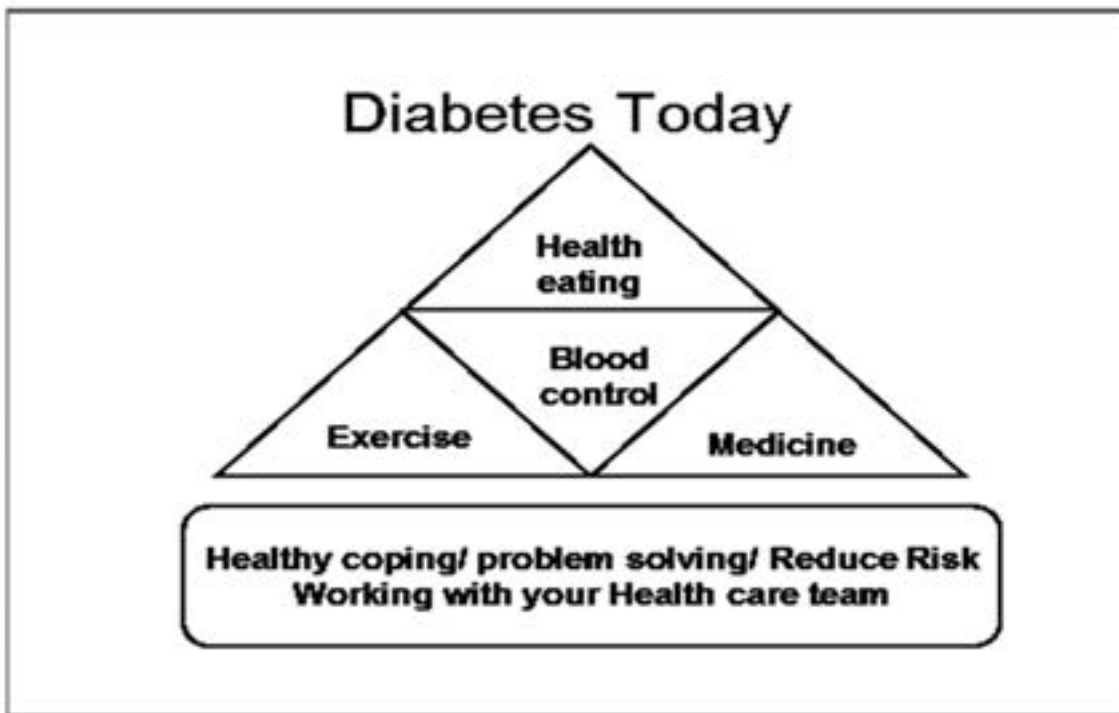 Diabetes Today
Health
eating
Blood
control
Exercise
Medicine
Healthy coping/ problem solving/ Reduce Risk
Working with your Health care team